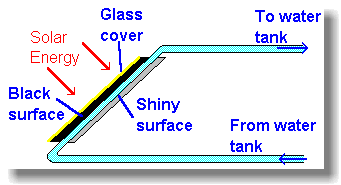 Glass
cover
To water
tank
Solar
Energy
Black
surface
Shiny
surface
From water
tank